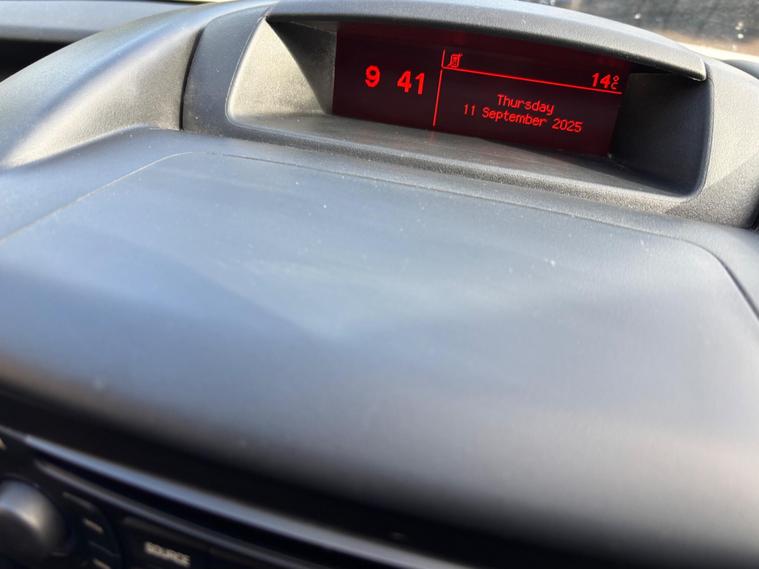 9 41
14°C
Thursday
11 September 2025
SOURCE